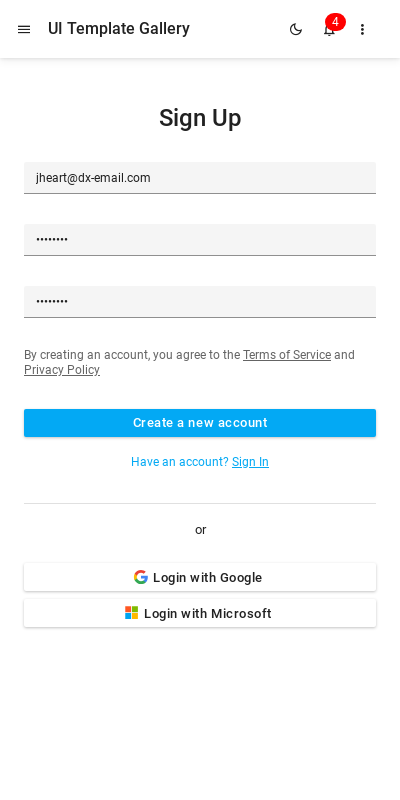 UI Template Gallery
4
Sign Up
jheart@dx-email.com
••••••••
••••••••
By creating an account, you agree to the Terms of Service and
Privacy Policy
Create a new account
Have an account? Sign In
or
Login with Google
Login with Microsoft